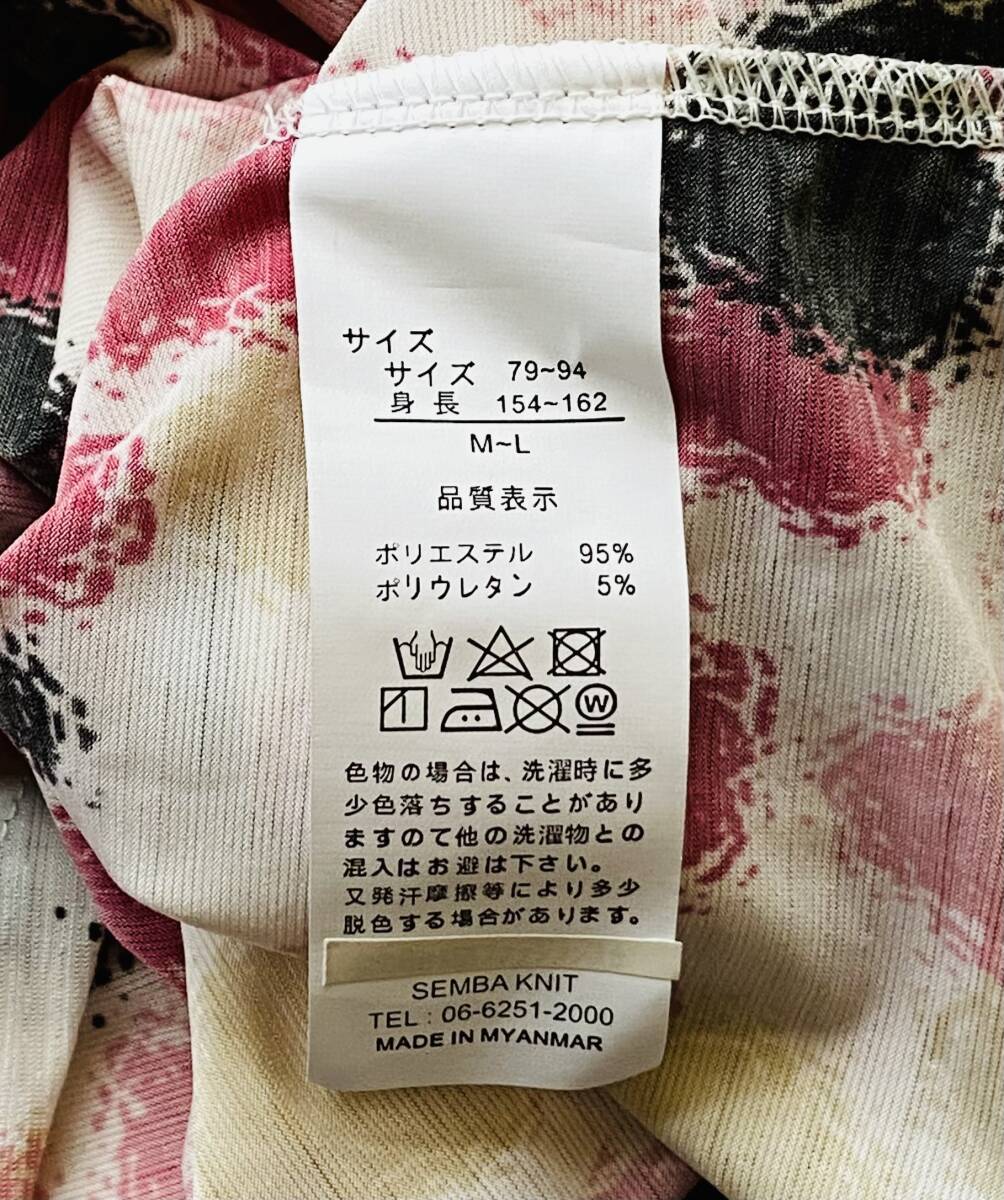 サイズ
サイズ 79~94
身長 154~162
M~L
品質表示
ポリエステル 95%
ポリウレタン 5%
W
色物の場合は、洗濯時に多
少色落ちすることがあり
ますのて他の洗濯物との
混入はお避は下さい。
又発汗摩擦等により多少
脱色する場合があります。
SEMBA KNIT
TEL : 06-6251-2000
MADE IN MYANMAR